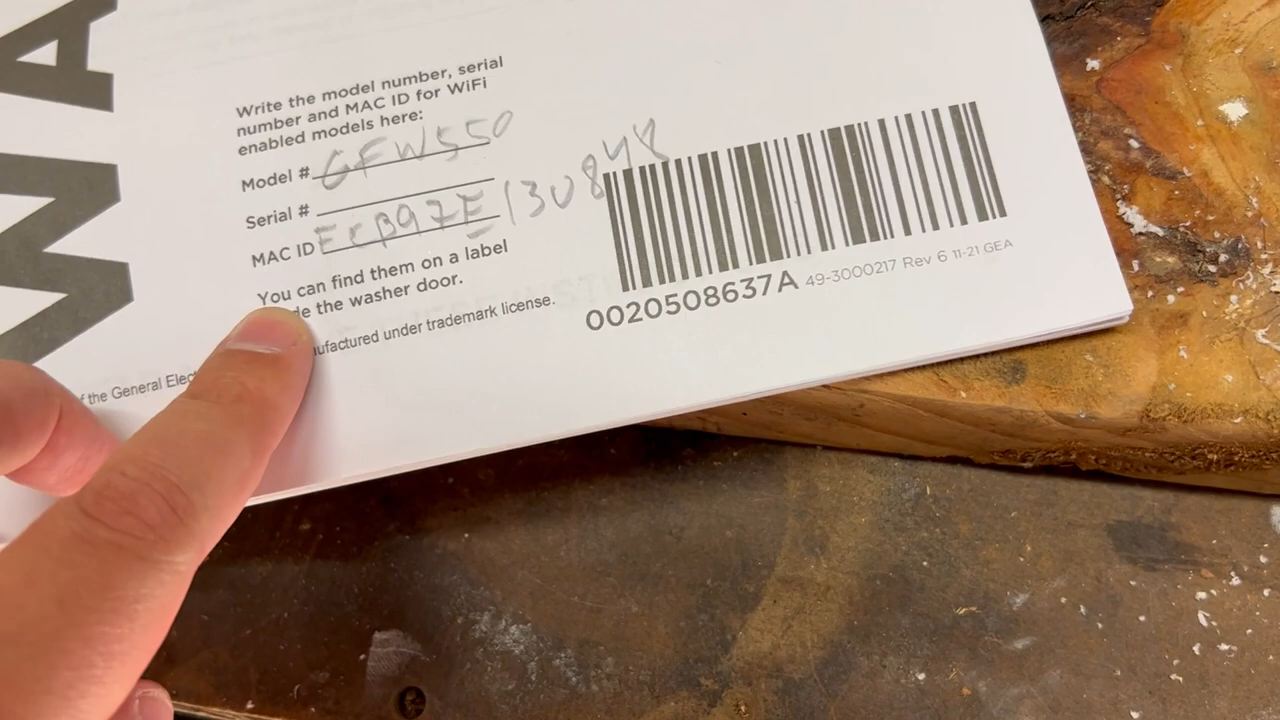 WA
Write the model number, serial
number and MAC ID for WiFi
enabled models here:
Model # GFW550
Serial #
MAC ID
You can find them on a label
the washer door.
under trademark license.
of the General
0020508637A 49-3000217 Rev 6 11-21 GEA